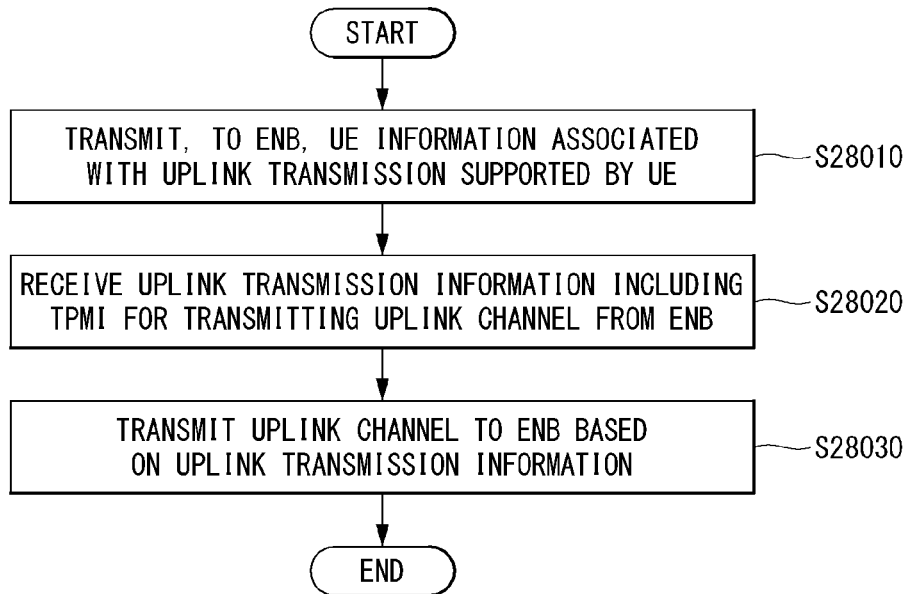 START
TRANSMIT, TO ENB, UE INFORMATION ASSOCIATED
WITH UPLINK TRANSMISSION SUPPORTED BY UE
S28010
RECEIVE UPLINK TRANSMISSION INFORMATION INCLUDING
TPMI FOR TRANSMITTING UPLINK CHANNEL FROM ENB
S28020
TRANSMIT UPLINK CHANNEL TO ENB BASED
ON UPLINK TRANSMISSION INFORMATION
S28030
END